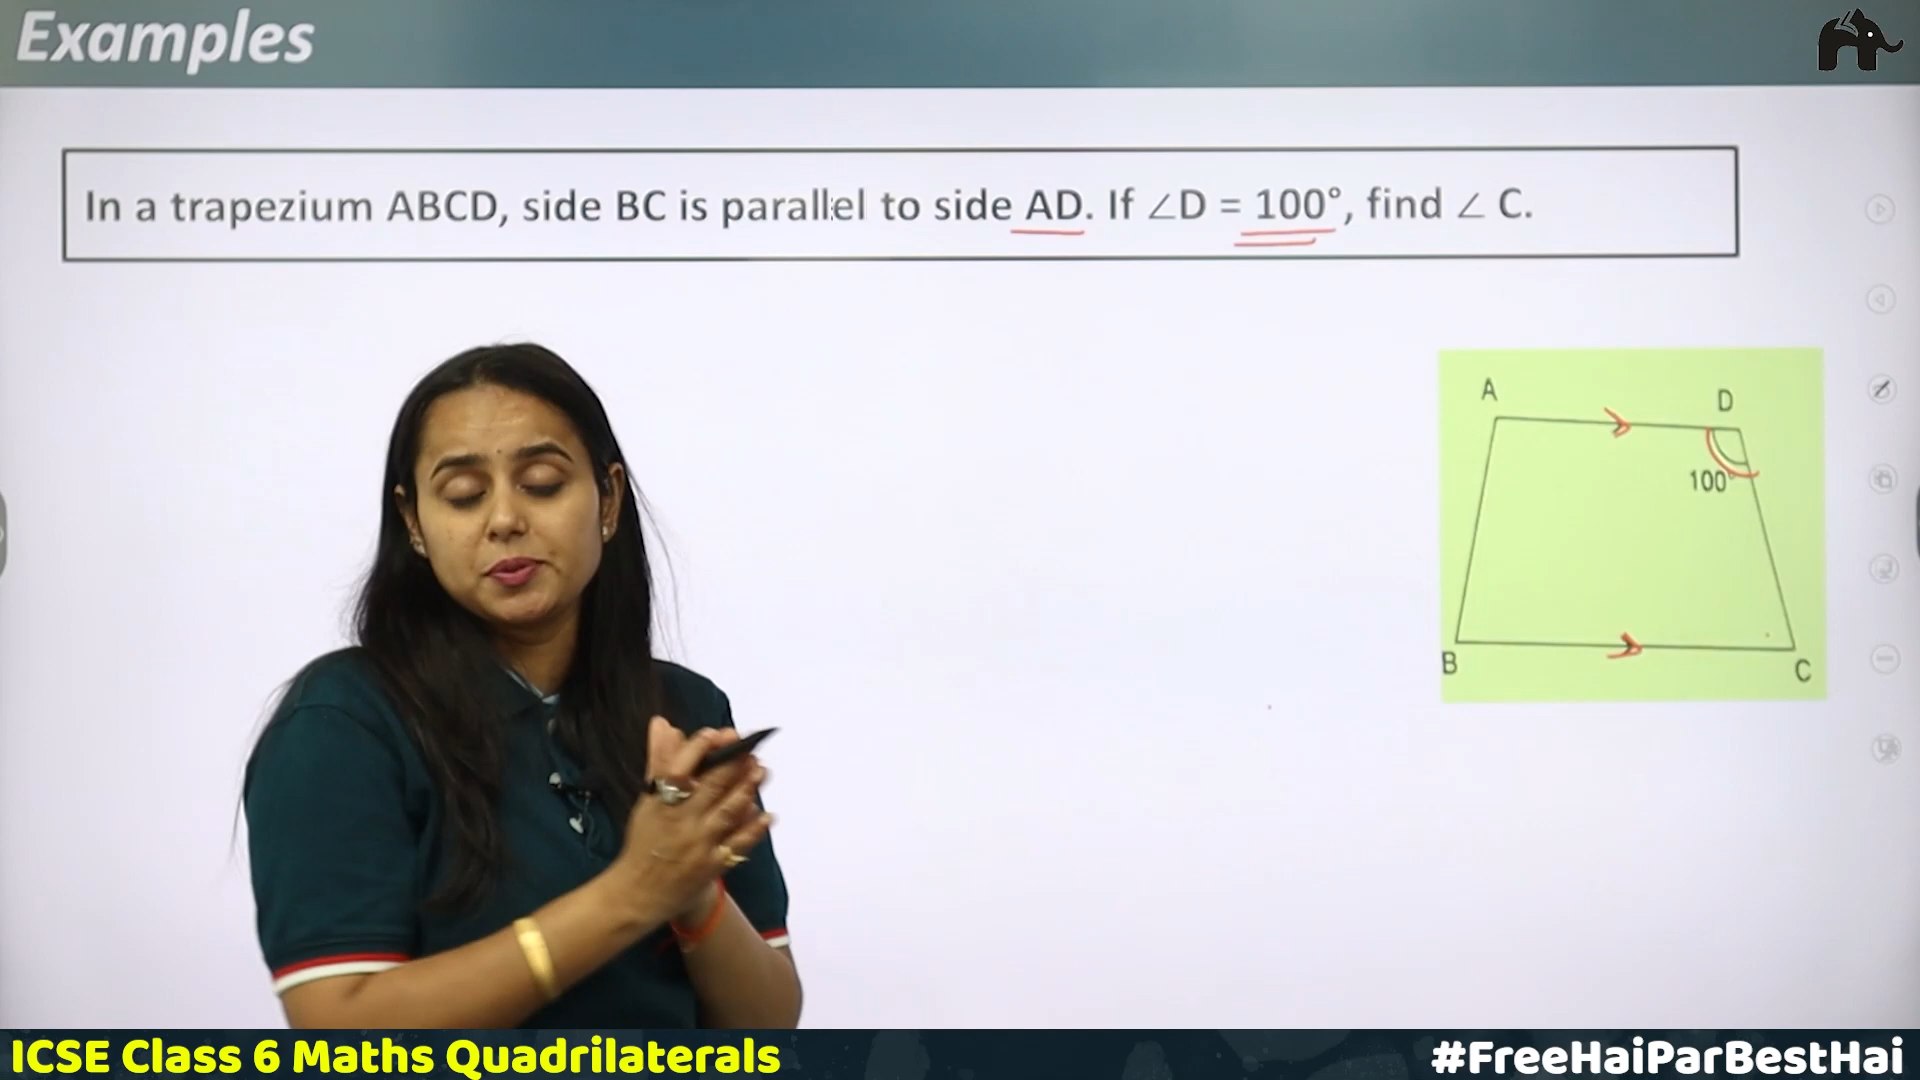 Examples
In a trapezium ABCD, side BC is parallel to side AD. If ∠D = 100°, find ∠ C.
A
D
100°
B
C
ICSE Class 6 Maths Quadrilaterals
#FreeHaiParBestHai